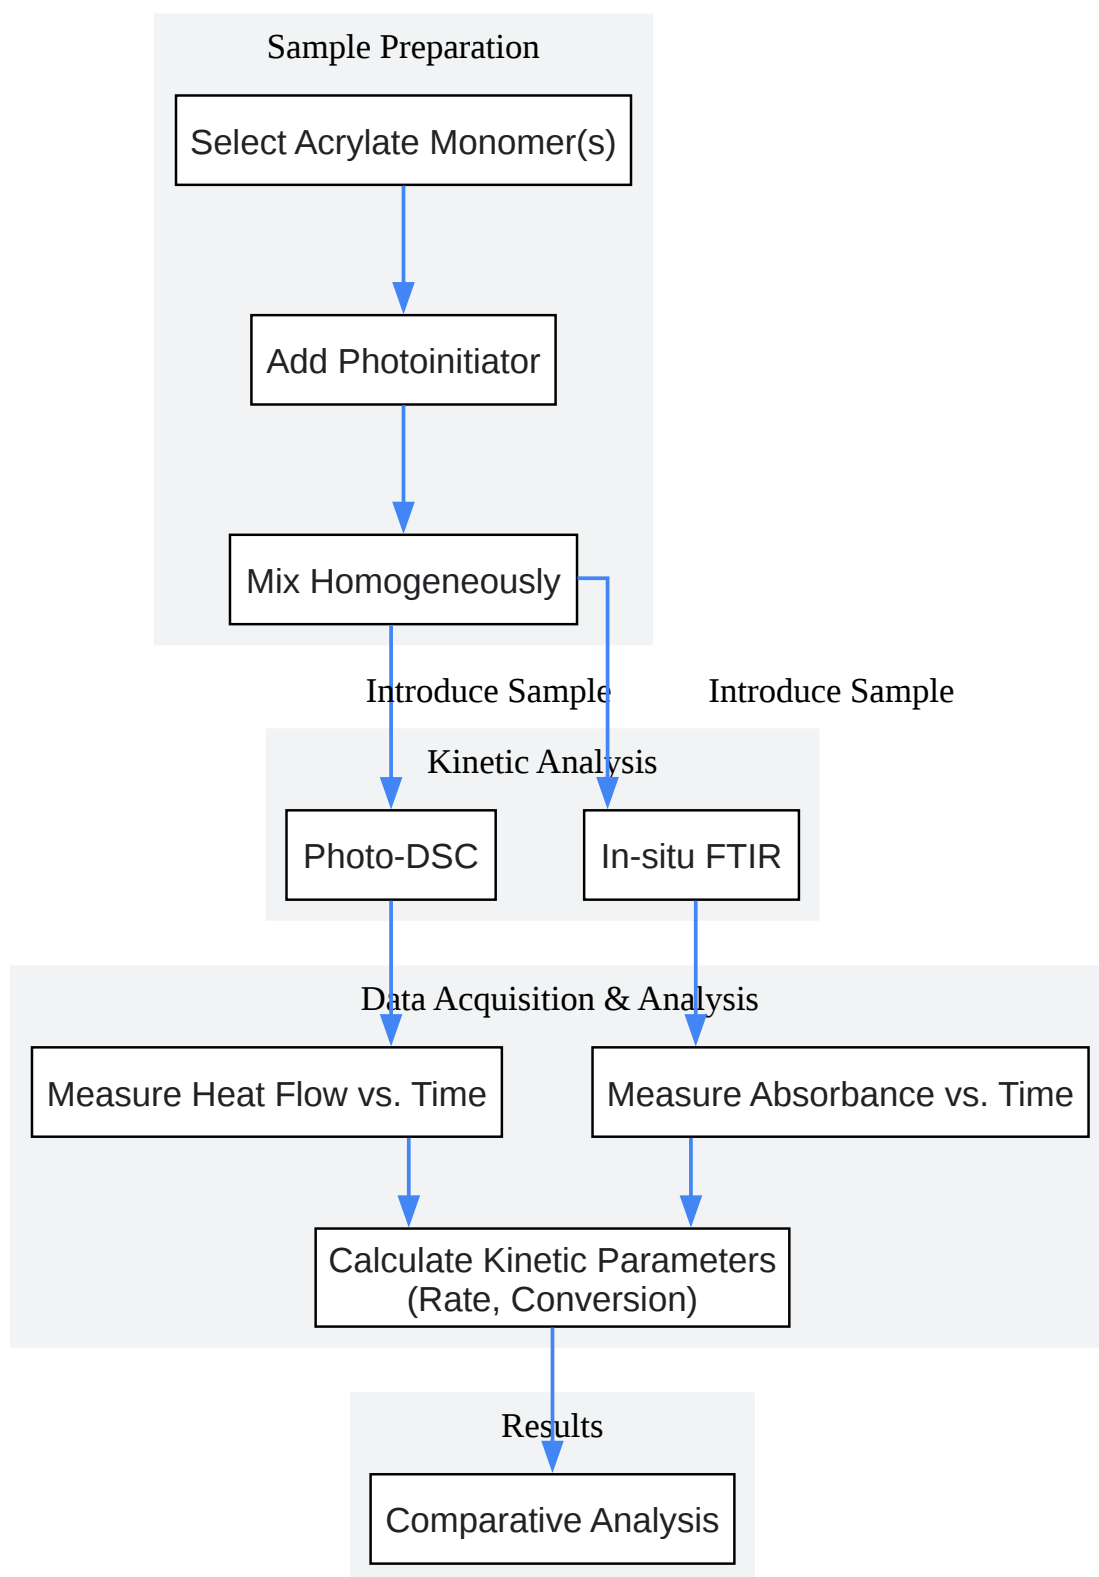 Sample Preparation
Select Acrylate Monomer(s)
Add Photoinitiator
Mix Homogeneously
Introduce Sample
Introduce Sample
Kinetic Analysis
Photo-DSC
In-situ FTIR
Data Acquisition & Analysis
Measure Heat Flow vs. Time
Measure Absorbance vs. Time
Calculate Kinetic Parameters
(Rate, Conversion)
Results
Comparative Analysis